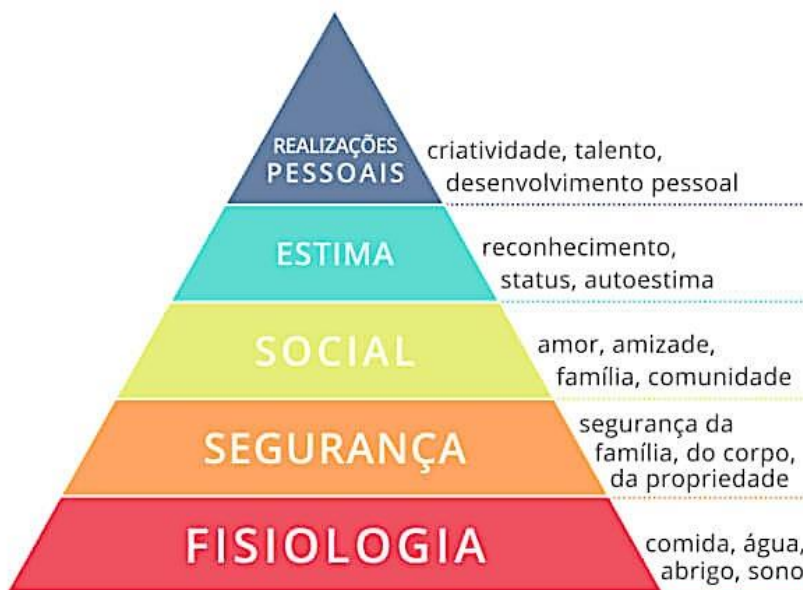 REALIZAÇÕES
PESSOAIS
criatividade, talento,
desenvolvimento pessoal
ESTIMA
reconhecimento,
status, autoestima
SOCIAL
amor, amizade,
família, comunidade
SEGURANÇA
segurança da
família, do corpo,
da propriedade
FISIOLOGIA
comida, água,
abrigo, sono